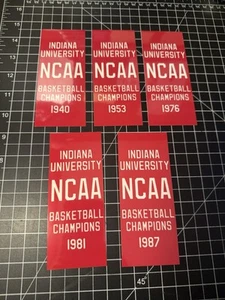 INDIANA
UNIVERSITY
NCAA
BASKETBALL
CHAMPIONS
1940
INDIANA
UNIVERSITY
NCAA
BASKETBALL
CHAMPIONS
1953
INDIANA
UNIVERSITY
NCAA
BASKETBALL
CHAMPIONS
1976
INDIANA
UNIVERSITY
NCAA
BASKETBALL
CHAMPIONS
1981
INDIANA
UNIVERSITY
NCAA
BASKETBALL
CHAMPIONS
1987
45°